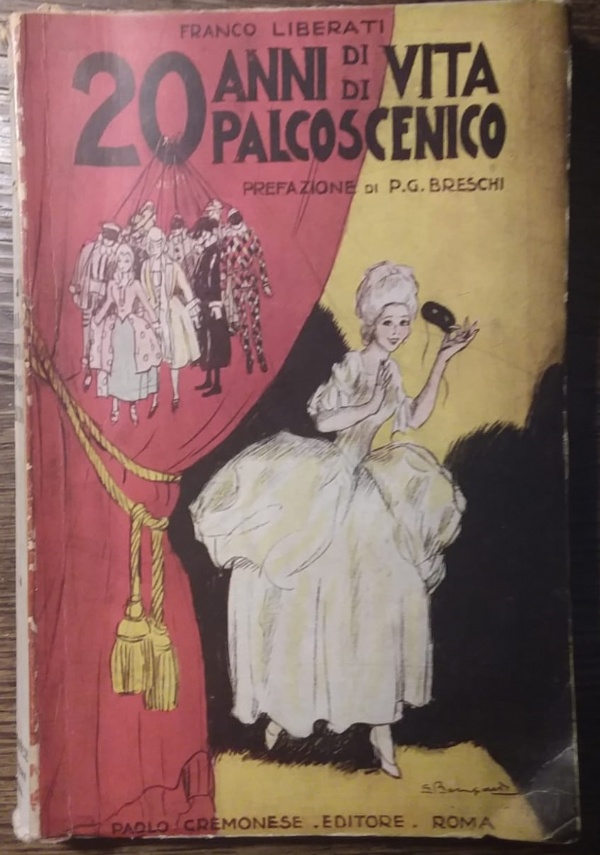 FRANCO LIBERATI
20 ANNI DI VITA
DI PALCOSCENICO
PREFAZIONE DI P.G. BRESCHI
PAOLO CREMONESE . EDITORE . ROMA